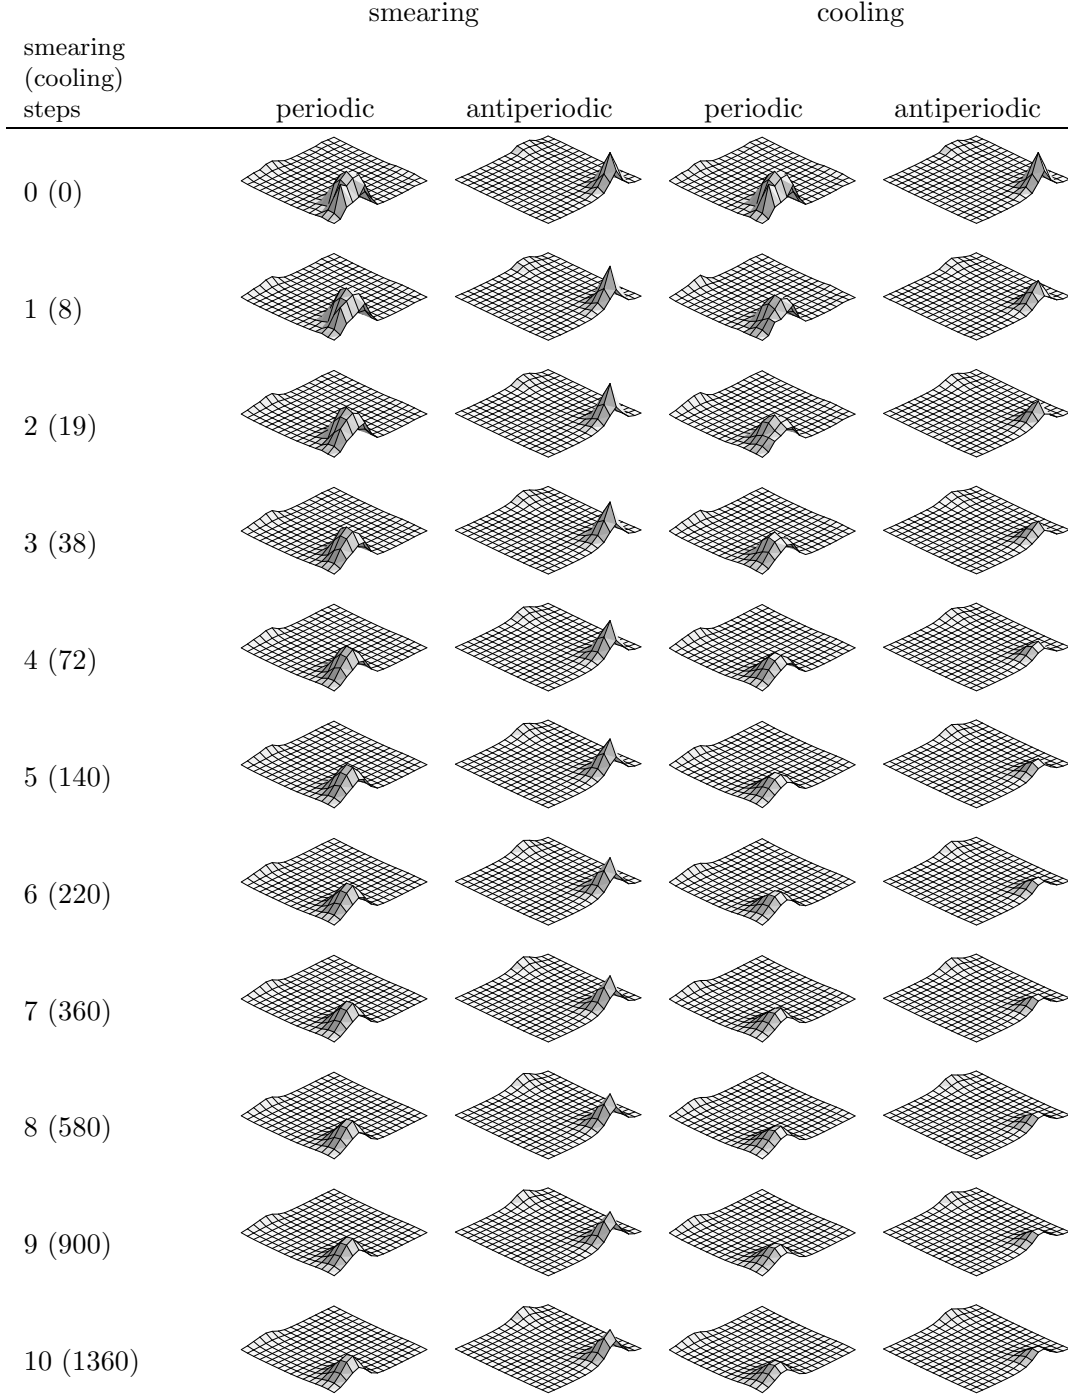 smearing cooling
smearing
(cooling)
steps periodic antiperiodic periodic antiperiodic
0 (0)
1 (8)
2 (19)
3 (38)
4 (72)
5 (140)
6 (220)
7 (360)
8 (580)
9 (900)
10 (1360)